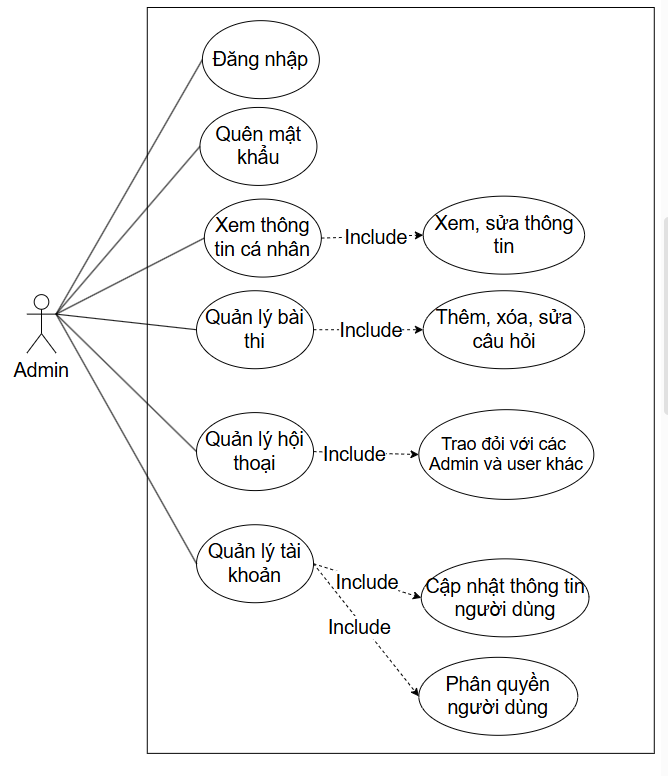 Đăng nhập
Quên mật
khẩu
Xem thông
tin cá nhân
Include
Xem, sửa thông
tin
Quản lý bài
thi
Include
Thêm, xóa, sửa
câu hỏi
Admin
Quản lý hội
thoại
Include
Trao đổi với các
Admin và user khác
Quản lý tài
khoản
Include
Cập nhật thông tin
người dùng
Include
Phân quyền
người dùng